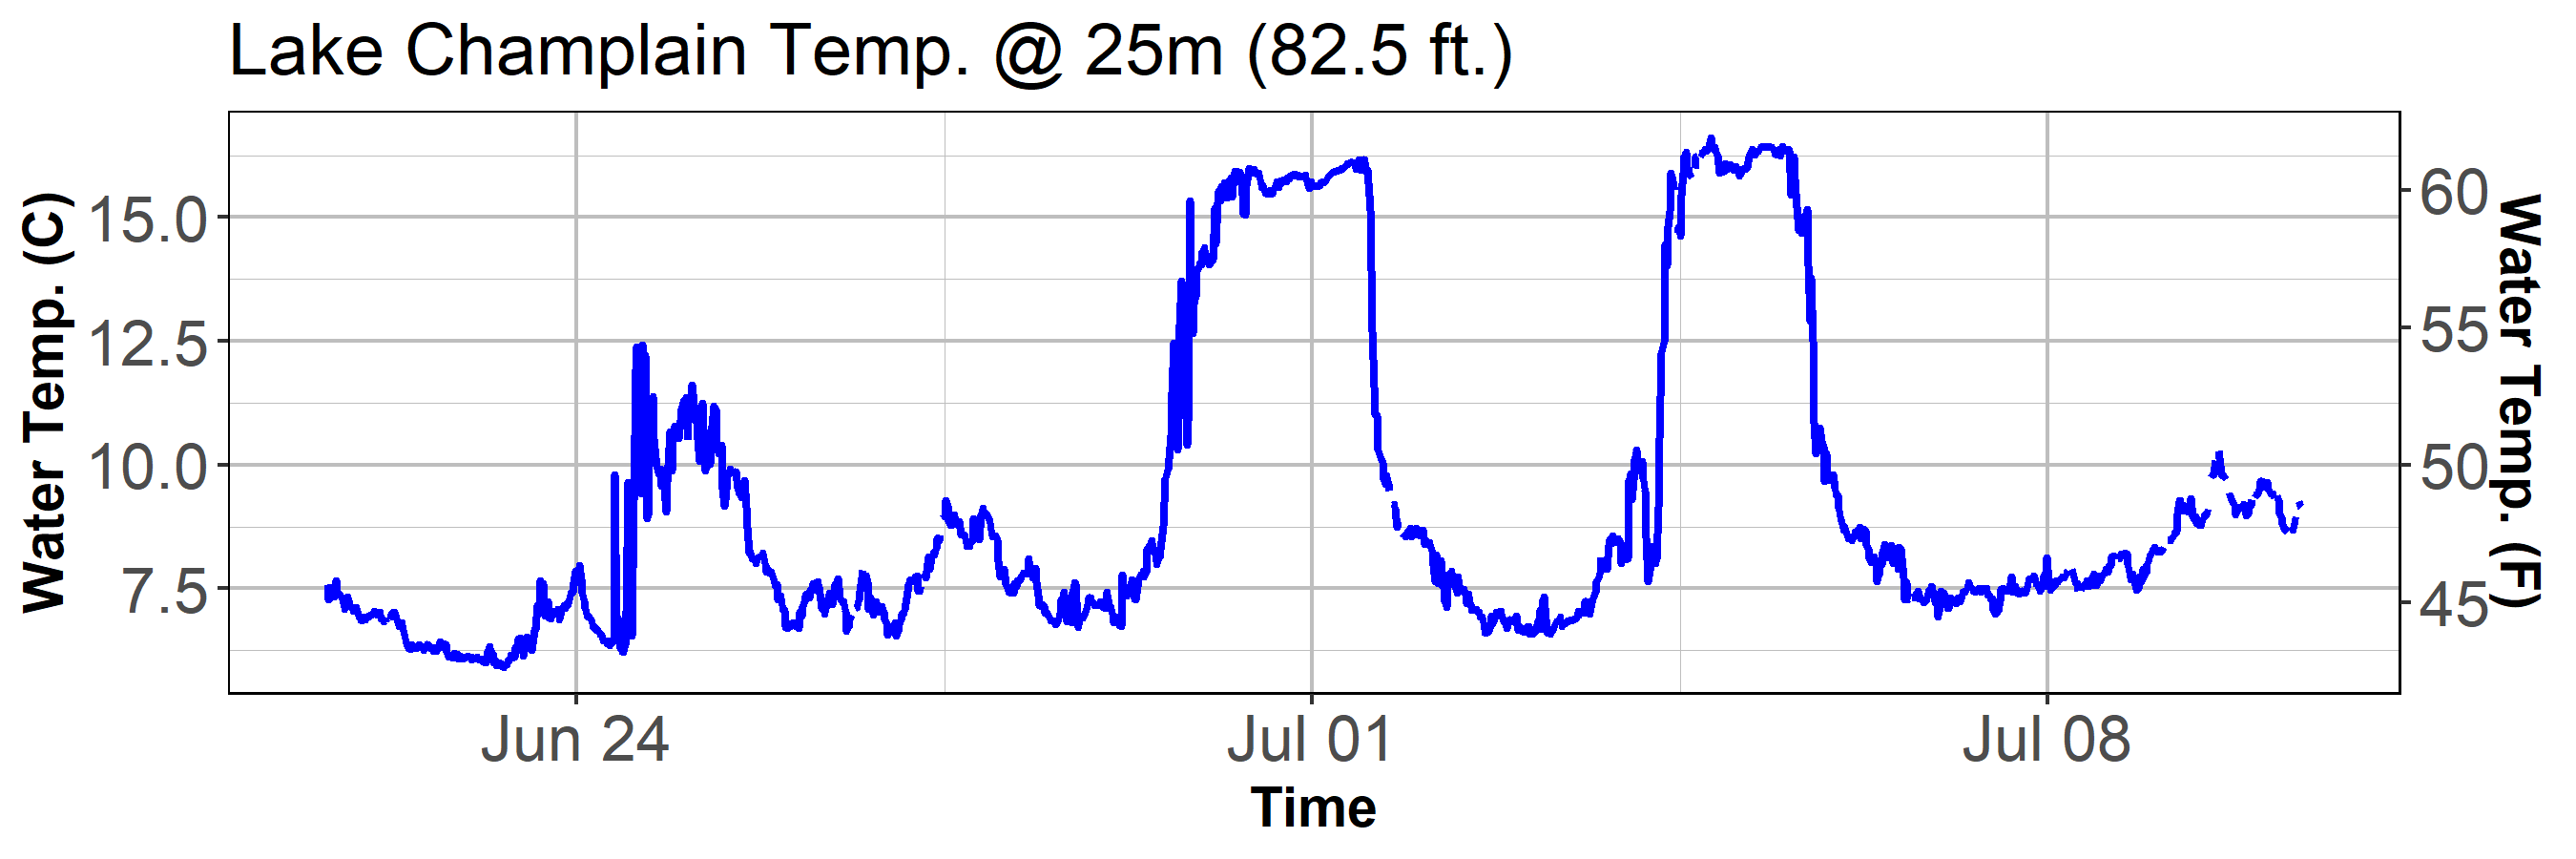 Lake Champlain Temp. @ 25m (82.5 ft.)
Water Temp. (C)
15.0
12.5
10.0
7.5
60
55
50
45
Water Temp. (F)
Jun 24
Jul 01
Jul 08
Time